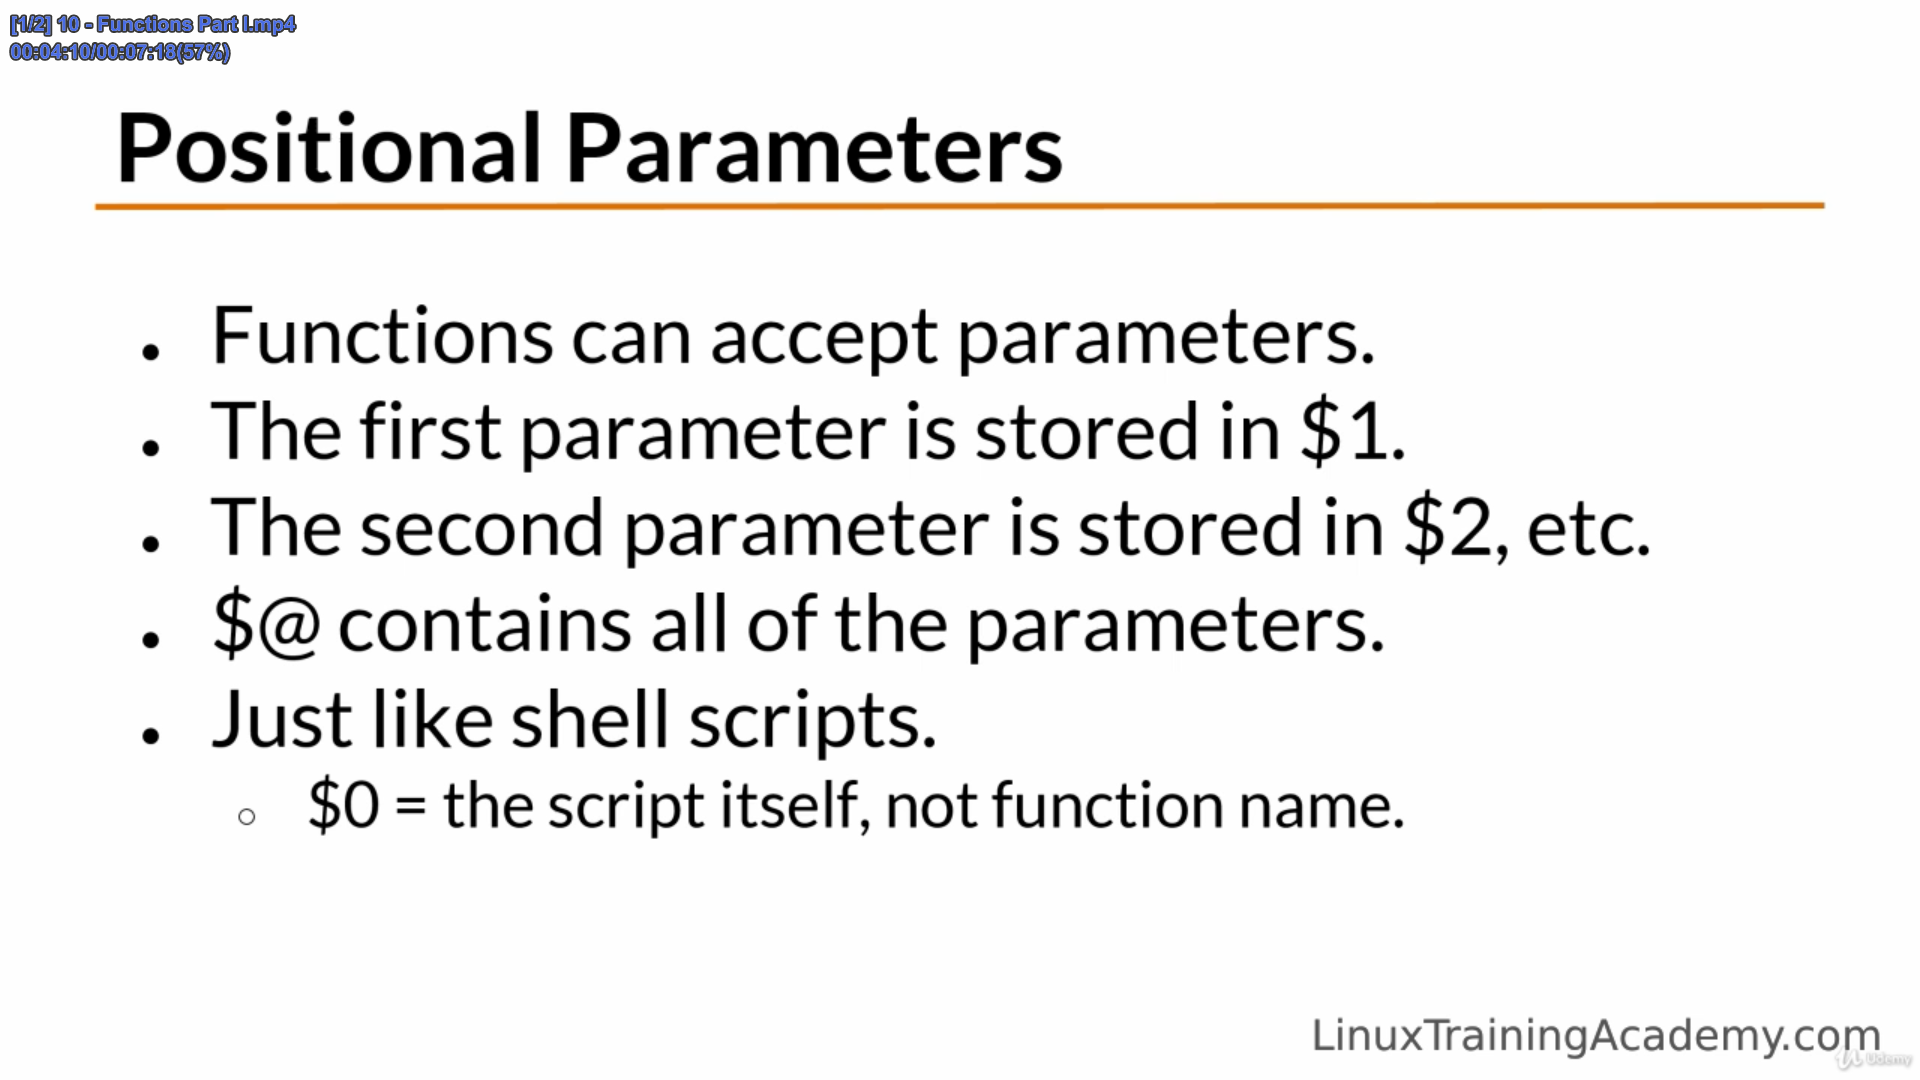 [1/2] 10 - Functions Part I.mp4
00:04:10/00:07:18(57%)
Positional Parameters
Functions can accept parameters.
The first parameter is stored in $1.
The second parameter is stored in $2, etc.
$@ contains all of the parameters.
Just like shell scripts.
$0 = the script itself, not function name.
LinuxTrainingAcademy.com
Udemy